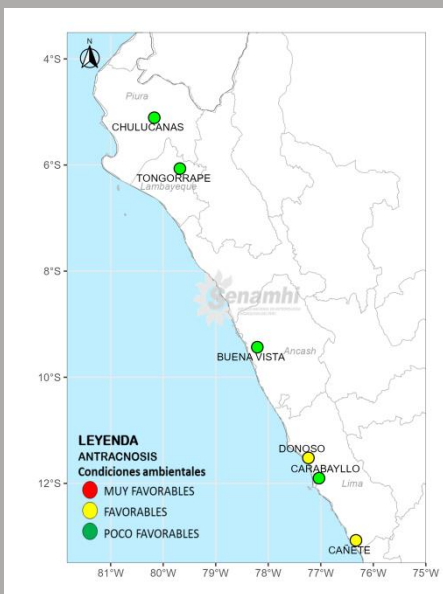 N
4°S
Piura
CHULUCANAS
6°S
TONGORRAPE
Lambayeque
8°S
Senamhi
BUENA VISTA
Ancash
10°S
LEYENDA
ANTRACNOSIS
Condiciones ambientales
MUY FAVORABLES
FAVORABLES
POCO FAVORABLES
DONOSO
CARABAYLLO
12°S
Lima
CAÑETE
81°W 80°W 79°W 78°W 77°W 76°W 75°W